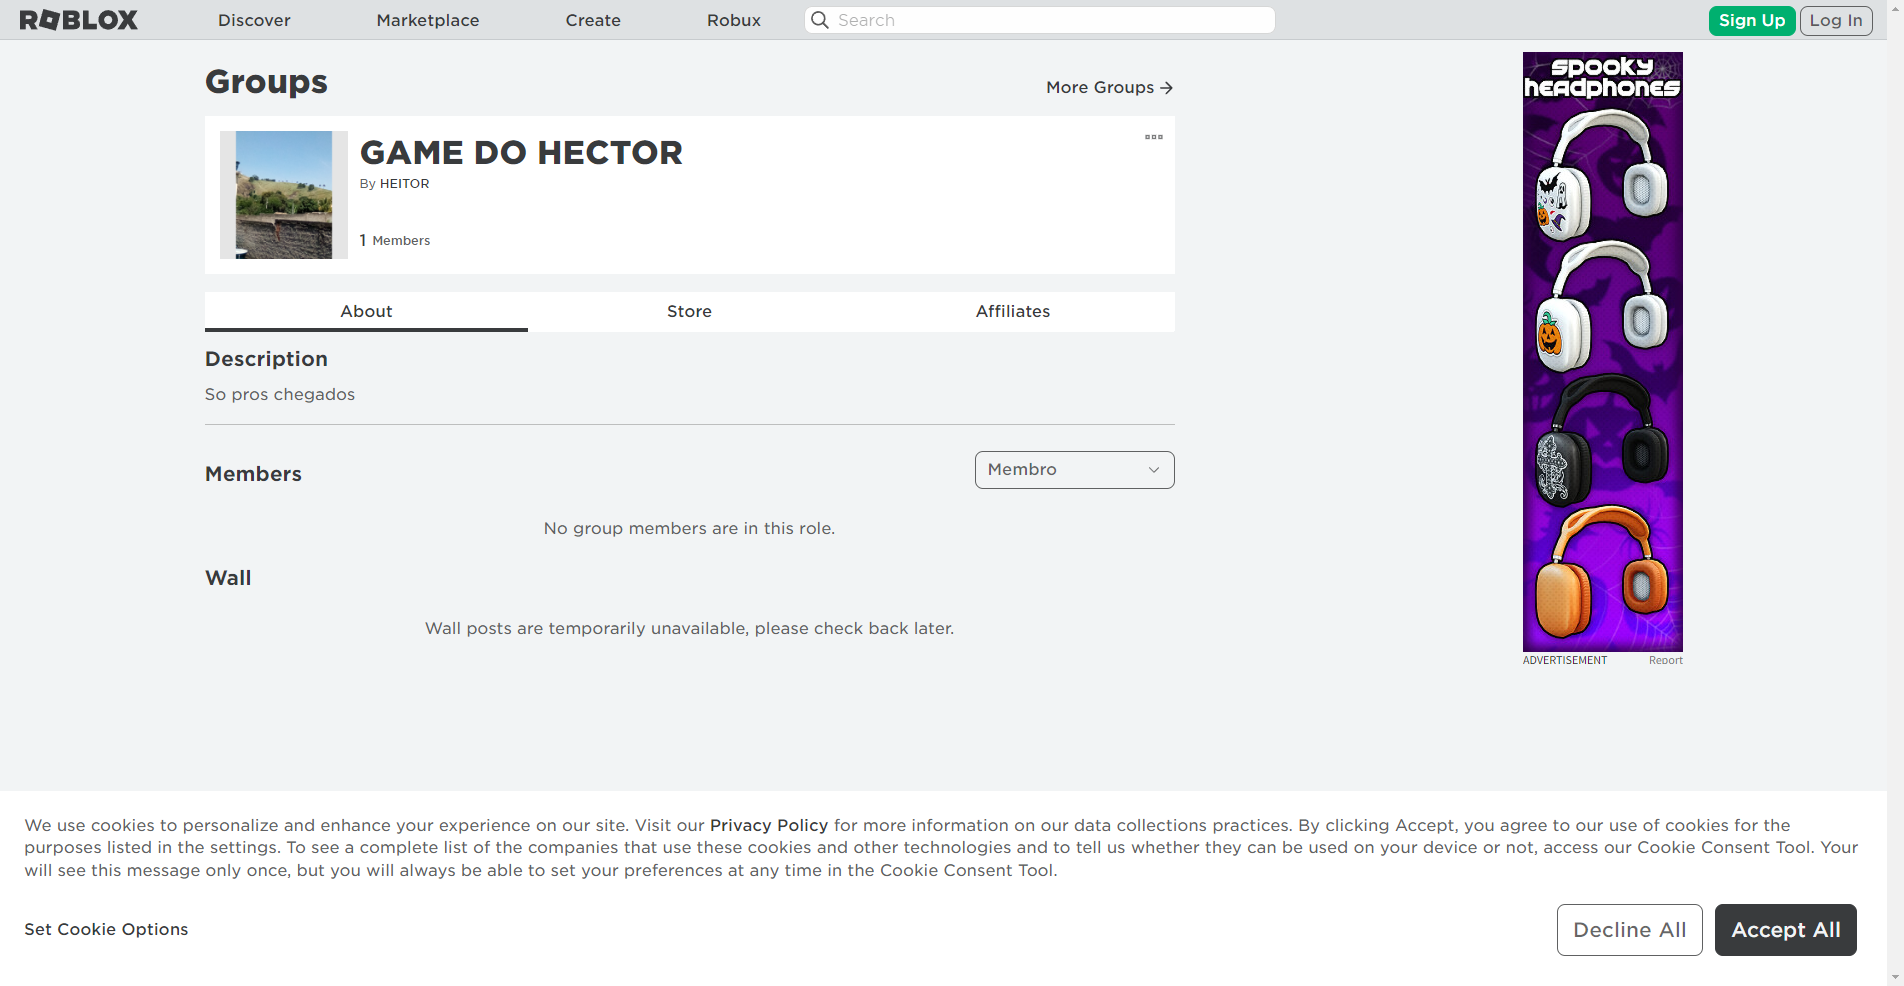 ROBLOX
Discover
Marketplace
Create
Robux
Search
Sign Up
Log In
Groups
More Groups
GAME DO HECTOR
By HEITOR
1 Members
About
Store
Affiliates
Description
So pros chegados
Members
Membro
No group members are in this role.
Wall
Wall posts are temporarily unavailable, please check back later.
spooky
headphones
ADVERTISEMENT
Report
We use cookies to personalize and enhance your experience on our site. Visit our Privacy Policy for more information on our data collections practices. By clicking Accept, you agree to our use of cookies for the
purposes listed in the settings. To see a complete list of the companies that use these cookies and other technologies and to tell us whether they can be used on your device or not, access our Cookie Consent Tool. Your
will see this message only once, but you will always be able to set your preferences at any time in the Cookie Consent Tool.
Set Cookie Options
Decline All
Accept All